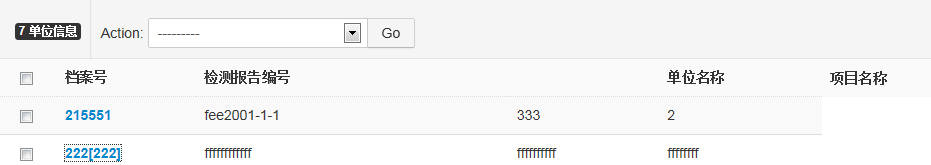 7 单位信息 Action: --------- Go
档案号 检测报告编号 单位名称 项目名称
215551 fee2001-1-1 333 2
222[222] ffffffffffff ffffffffff ffffffff